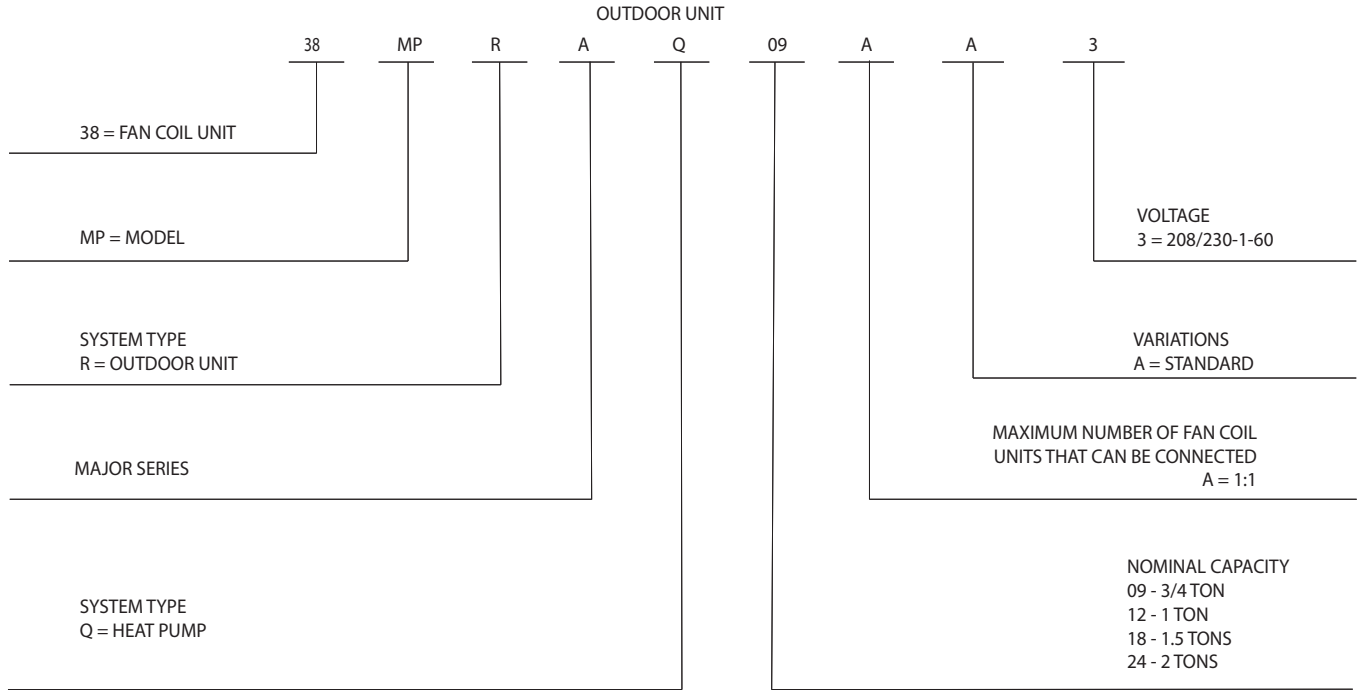 OUTDOOR UNIT
38 MP R A Q 09 A A 3
38 = FAN COIL UNIT
MP = MODEL
SYSTEM TYPE
R = OUTDOOR UNIT
MAJOR SERIES
SYSTEM TYPE
Q = HEAT PUMP
VOLTAGE
3 = 208/230-1-60
VARIATIONS
A = STANDARD
MAXIMUM NUMBER OF FAN COIL
UNITS THAT CAN BE CONNECTED
A = 1:1
NOMINAL CAPACITY
09 - 3/4 TON
12 - 1 TON
18 - 1.5 TONS
24 - 2 TONS